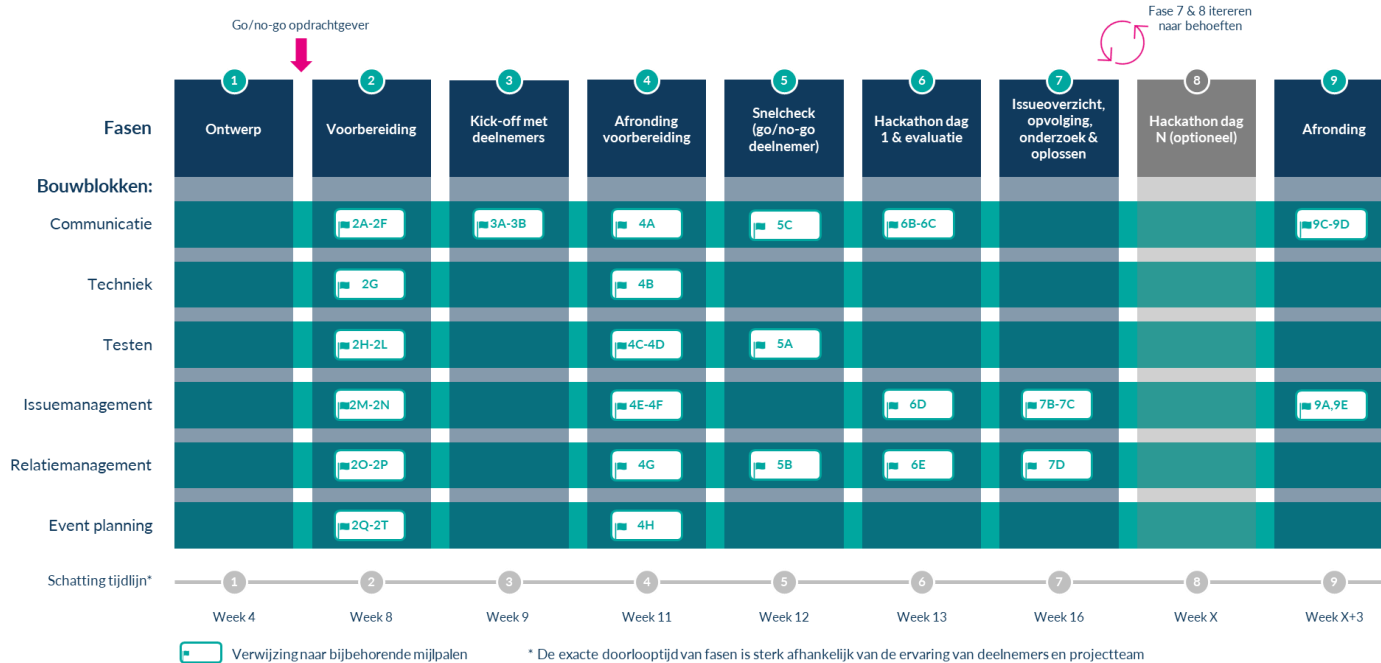 Go/no-go opdrachtgever
Fase 7 & 8 itereren
naar behoeften
1
2
3
4
5
6
7
8
9
Fasen
Ontwerp
Voorbereiding
Kick-off met
deelnemers
Afronding
voorbereiding
Snelcheck
(go/no-go
deelnemer)
Hackathon dag
1 & evaluatie
Issueoverzicht,
opvolging,
onderzoek &
oplossen
Hackathon dag
N (optioneel)
Afronding
Bouwblokken:
Communicatie
2A-2F
3A-3B
4A
5C
6B-6C
9C-9D
Techniek
2G
4B
Testen
2H-2L
4C-4D
5A
Issuemanagement
2M-2N
4E-4F
6D
7B-7C
9A,9E
Relatiemanagement
2O-2P
4G
5B
6E
7D
Event planning
2Q-2T
4H
Schatting tijdlijn*
1
2
3
4
5
6
7
8
9
Week 4
Week 8
Week 9
Week 11
Week 12
Week 13
Week 16
Week X
Week X+3
Verwijzing naar bijbehorende mijlpalen
* De exacte doorlooptijd van fasen is sterk afhankelijk van de ervaring van deelnemers en projectteam